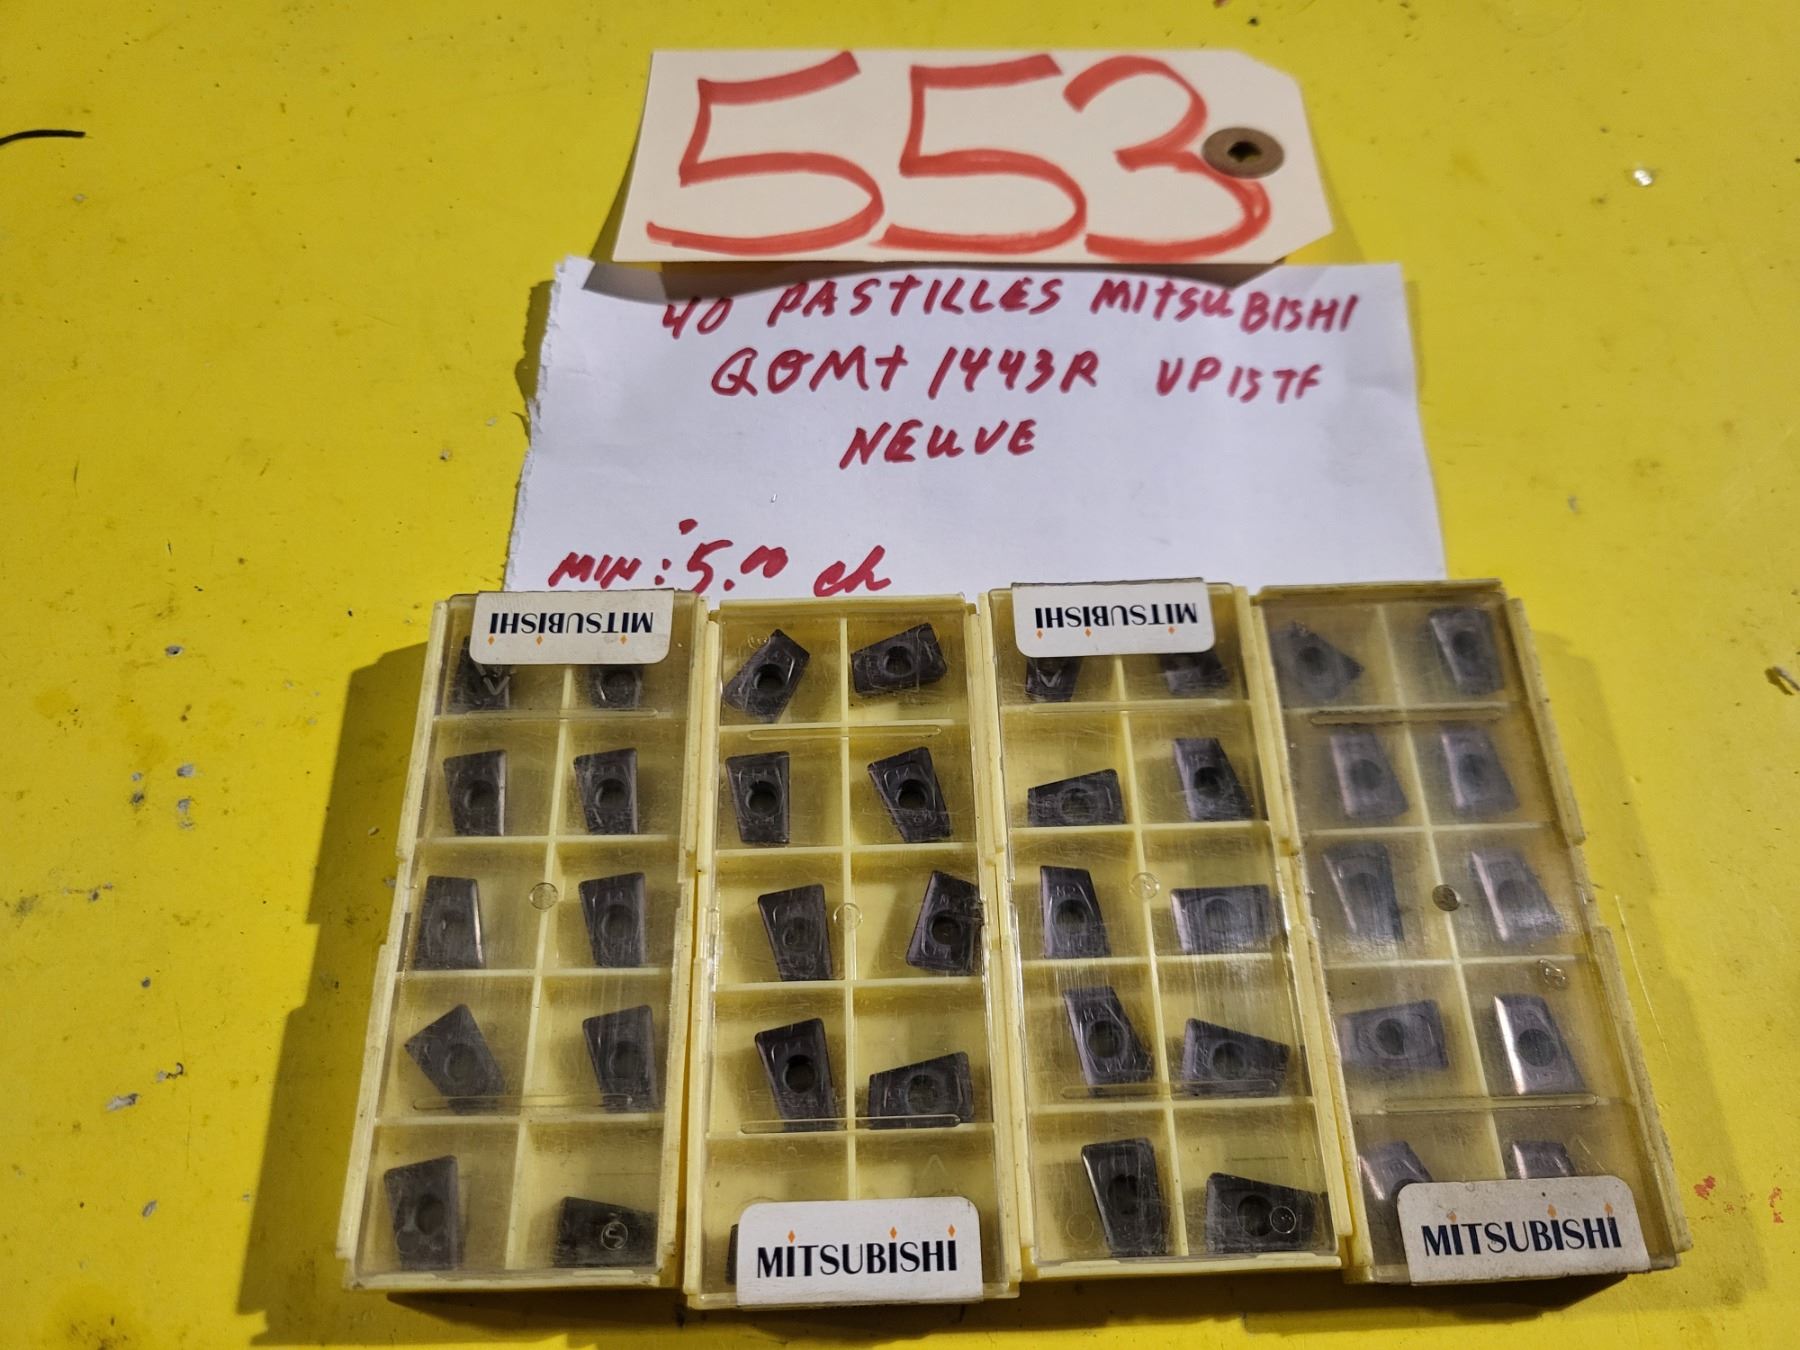 553
40 PASTILLES MITSUBISHI
QOMT 1443R VP15TF
NEUVE
MIN: 5.00 ch
MITSUBISHI
MITSUBISHI
MITSUBISHI
MITSUBISHI